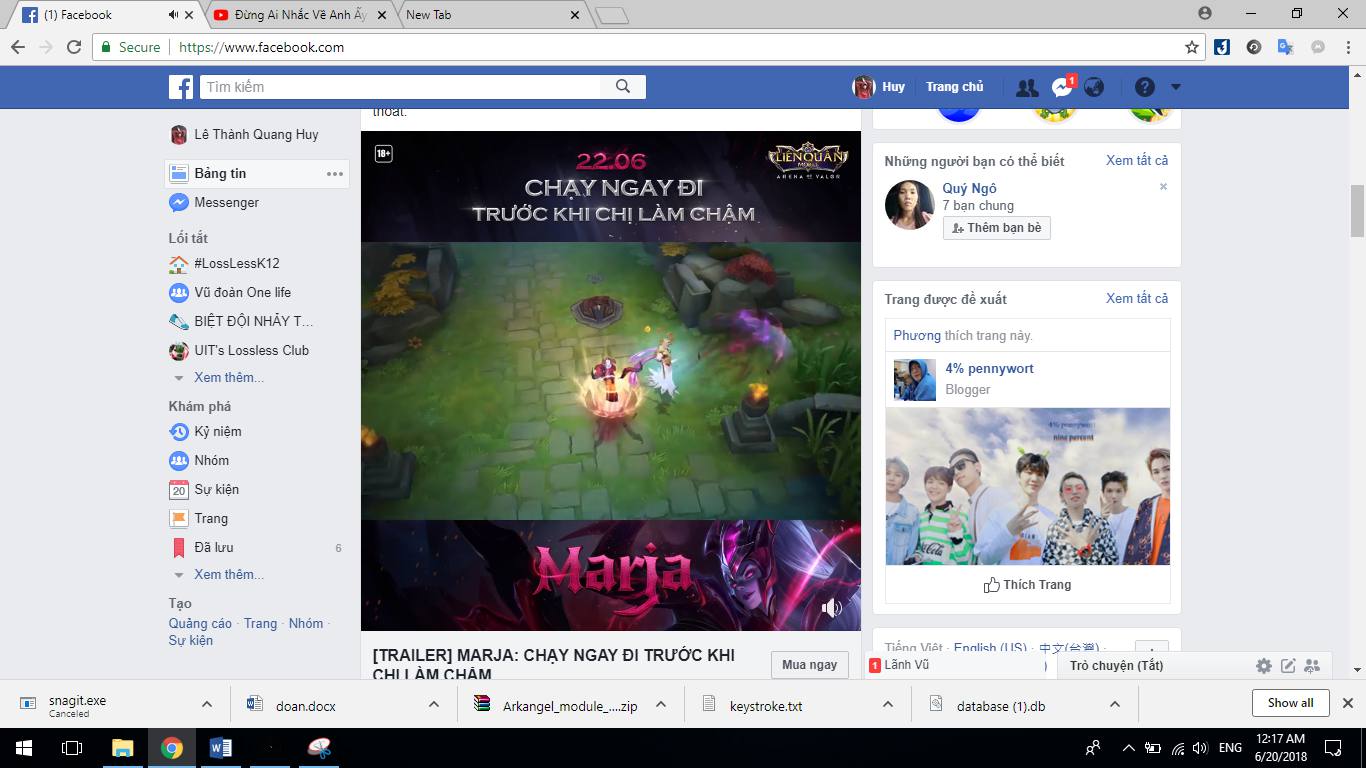 (1) Facebook
Đừng Ai Nhắc Về Anh Ấy
New Tab
Secure
https://www.facebook.com
Tìm kiếm
Huy
Trang chủ
1
Lê Thành Quang Huy
Bảng tin
Messenger
Lối tắt
#LossLessK12
Vũ đoàn One life
BIỆT ĐỘI NHẢY T...
UIT's Lossless Club
Xem thêm...
Khám phá
Kỷ niệm
Nhóm
20
Sự kiện
Trang
Đã lưu
6
Xem thêm...
Tạo
Quảng cáo · Trang · Nhóm ·
Sự kiện
thoát.
18+
22.06
CHẠY NGAY ĐI
TRƯỚC KHI CHỊ LÀM CHẬM
LIÊN QUÂN
MOBILE
ARENA OF VALOR
Marja
[TRAILER] MARJA: CHẠY NGAY ĐI TRƯỚC KHI
CHỊ LÀM CHẬM
Mua ngay
Những người bạn có thể biết
Xem tất cả
Quý Ngô
7 bạn chung
Thêm bạn bè
Trang được đề xuất
Xem tất cả
Phương thích trang này.
4% pennywort
Blogger
4% pennywort
nine percent
Thích Trang
Tiếng Việt · English (US) · 中文(台灣) ·
1 Lãnh Vũ
Trò chuyện (Tắt)
snagit.exe
Canceled
doan.docx
Arkangel_module_....zip
keystroke.txt
database (1).db
Show all
ENG
12:17 AM
6/20/2018